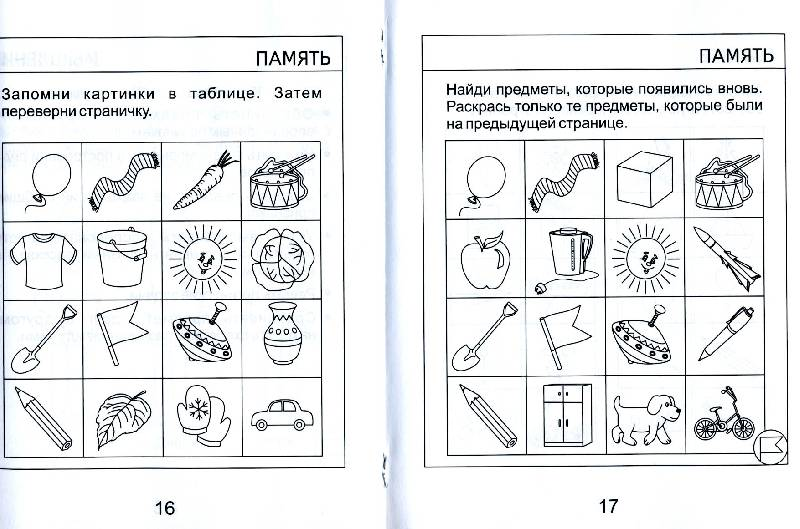 ПАМЯТЬ
Запомни картинки в таблице. Затем
переверни страничку.
16
ПАМЯТЬ
Найди предметы, которые появились вновь.
Раскрась только те предметы, которые были
на предыдущей странице.
17